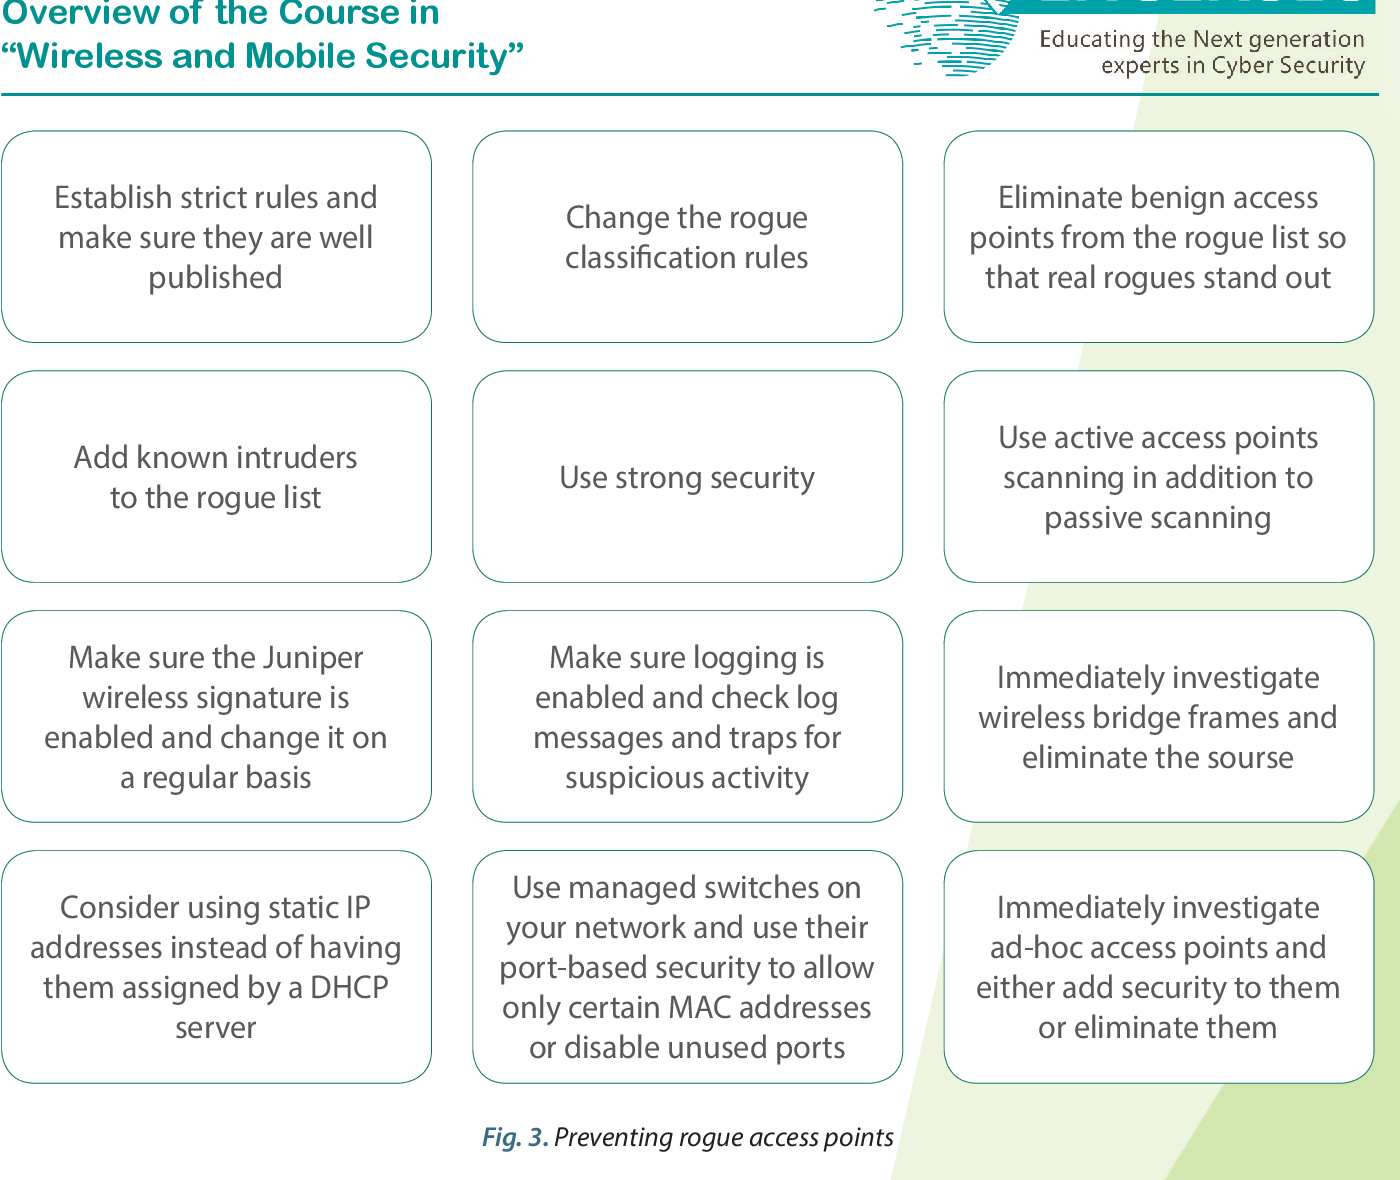 Overview of the Course in
“Wireless and Mobile Security”
Educating the Next generation
experts in Cyber Security
Establish strict rules and
make sure they are well
published
Change the rogue
classification rules
Eliminate benign access
points from the rogue list so
that real rogues stand out
Add known intruders
to the rogue list
Use strong security
Use active access points
scanning in addition to
passive scanning
Make sure the Juniper
wireless signature is
enabled and change it on
a regular basis
Make sure logging is
enabled and check log
messages and traps for
suspicious activity
Immediately investigate
wireless bridge frames and
eliminate the sourse
Consider using static IP
addresses instead of having
them assigned by a DHCP
server
Use managed switches on
your network and use their
port-based security to allow
only certain MAC addresses
or disable unused ports
Immediately investigate
ad-hoc access points and
either add security to them
or eliminate them
Fig. 3. Preventing rogue access points